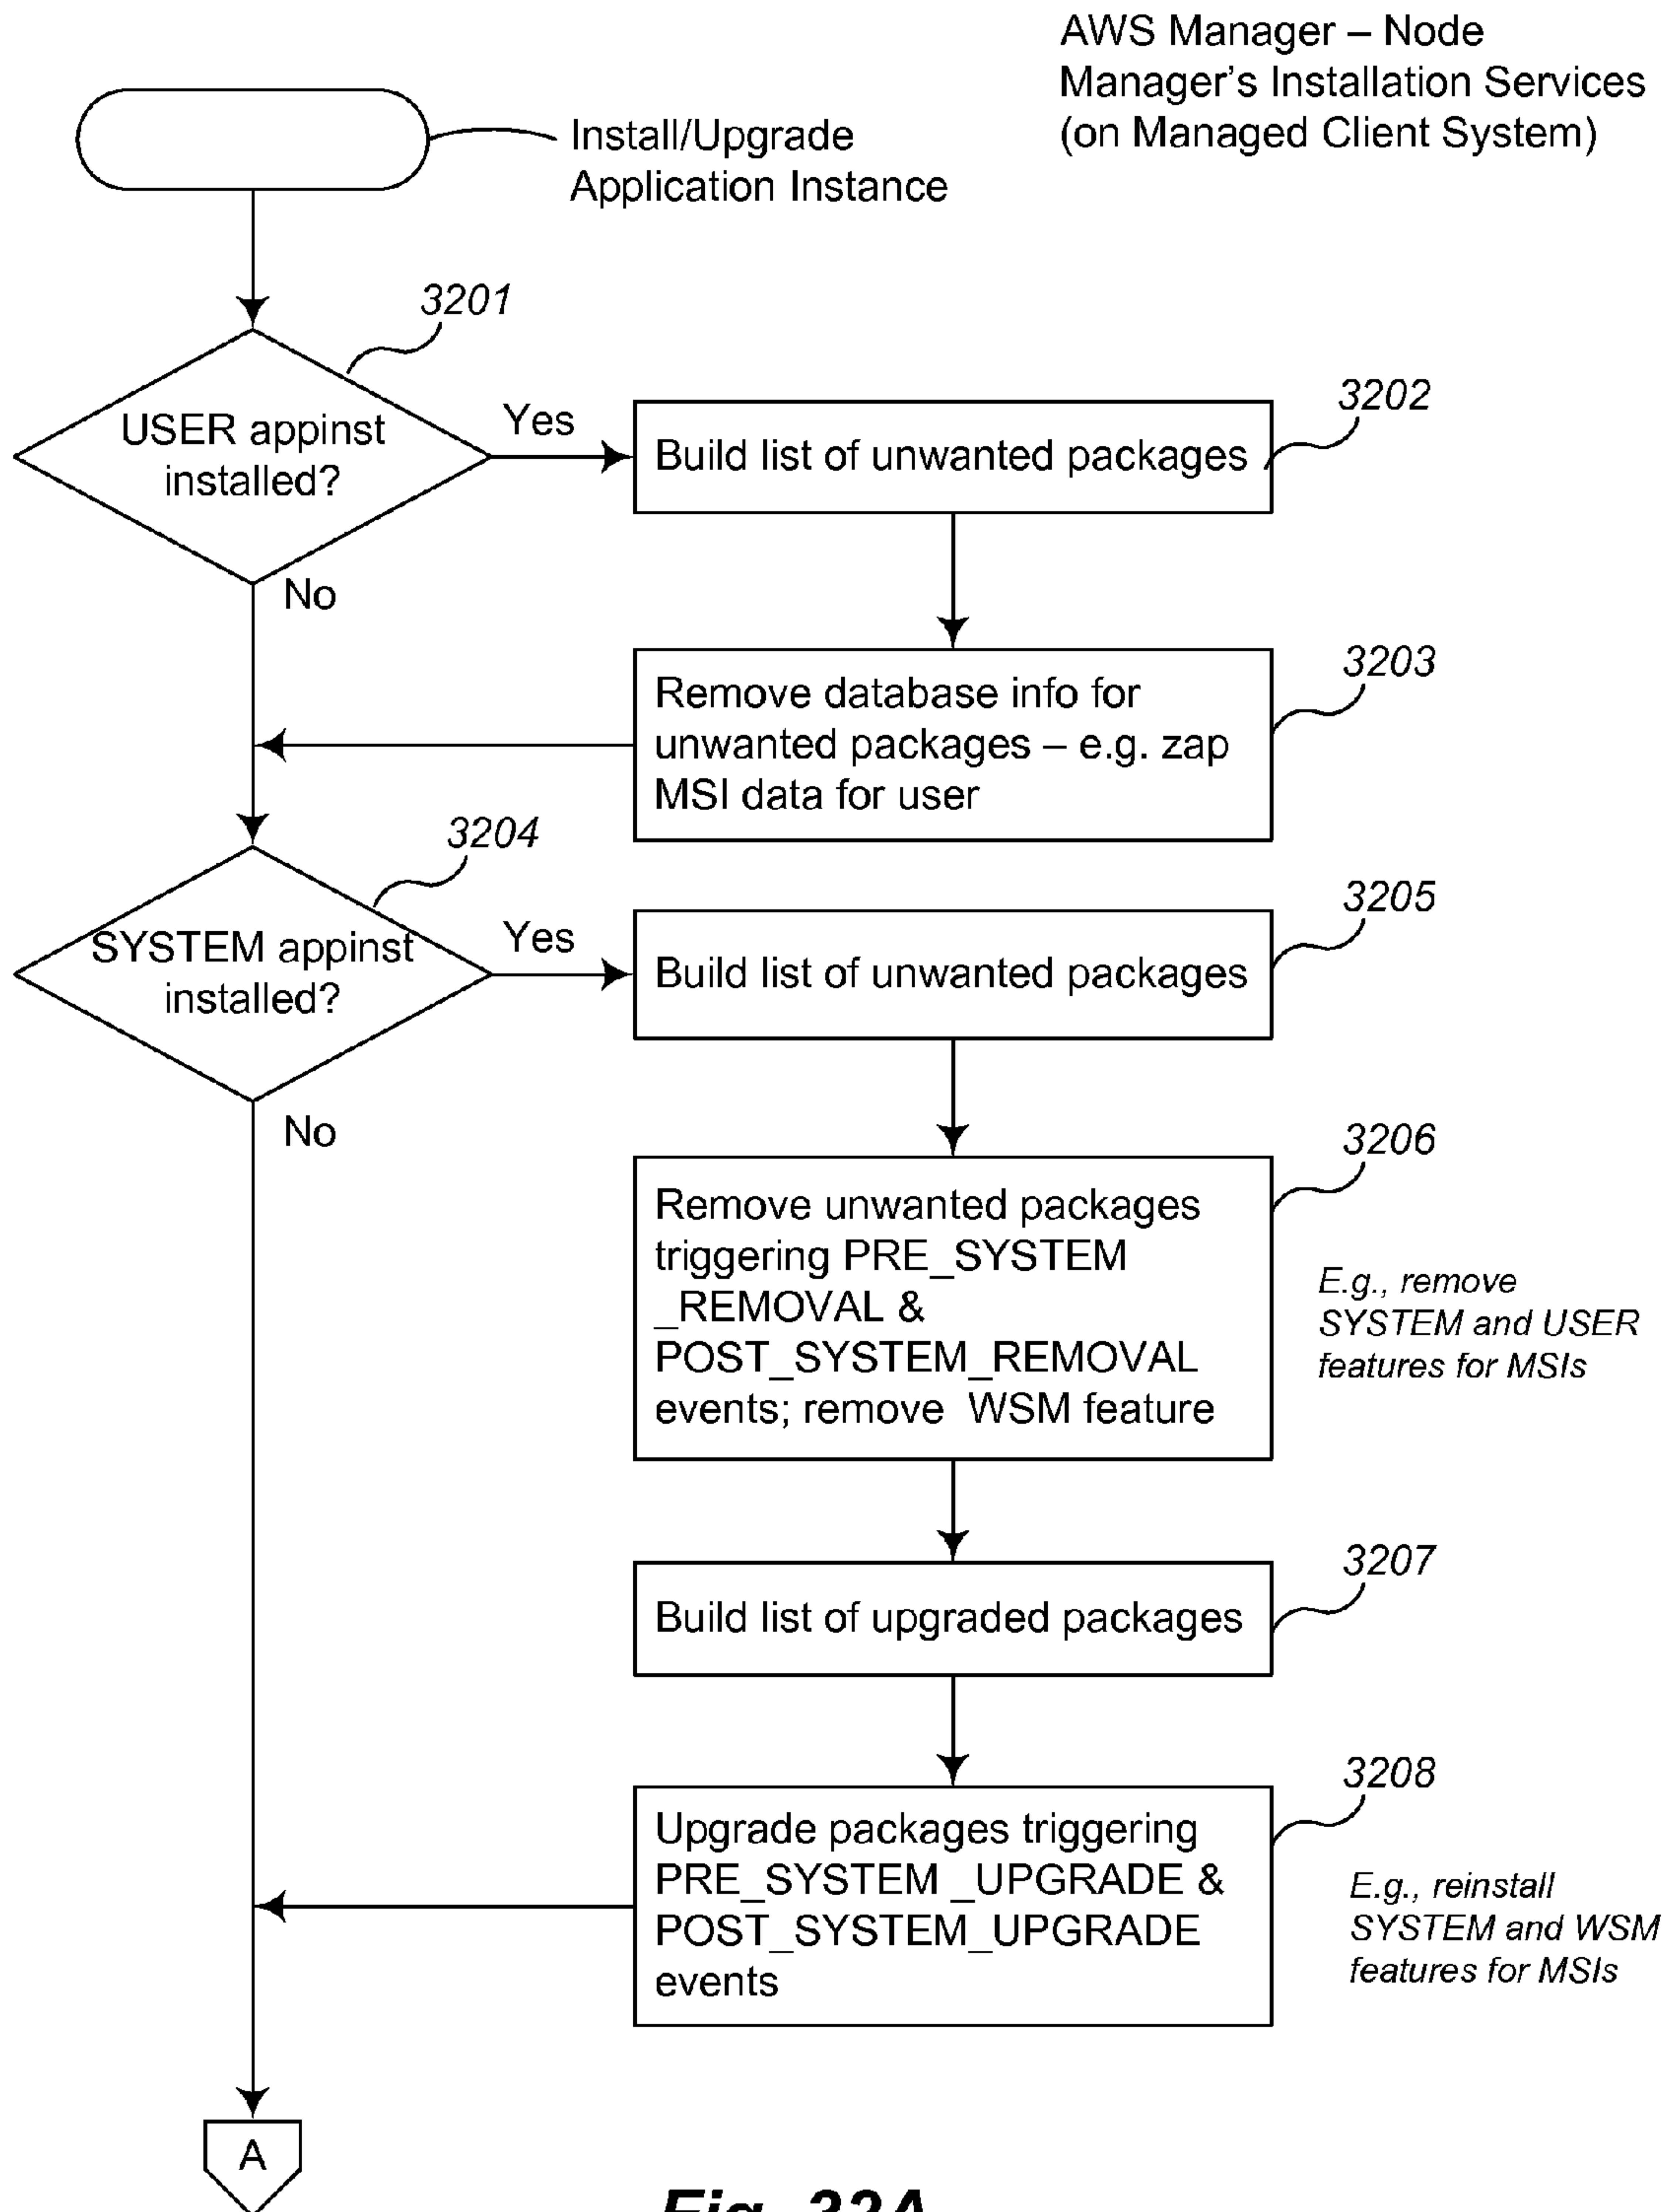 AWS Manager – Node
Manager's Installation Services
(on Managed Client System)
Install/Upgrade
Application Instance
3201
USER appinst
installed?
Yes
No
3202
Build list of unwanted packages
3203
Remove database info for
unwanted packages – e.g. zap
MSI data for user
3204
SYSTEM appinst
installed?
Yes
No
3205
Build list of unwanted packages
3206
Remove unwanted packages
triggering PRE_SYSTEM
_REMOVAL &
POST_SYSTEM_REMOVAL
events; remove WSM feature
E.g., remove
SYSTEM and USER
features for MSIs
3207
Build list of upgraded packages
3208
Upgrade packages triggering
PRE_SYSTEM _UPGRADE &
POST_SYSTEM_UPGRADE
events
E.g., reinstall
SYSTEM and WSM
features for MSIs
A
Fig. 32A